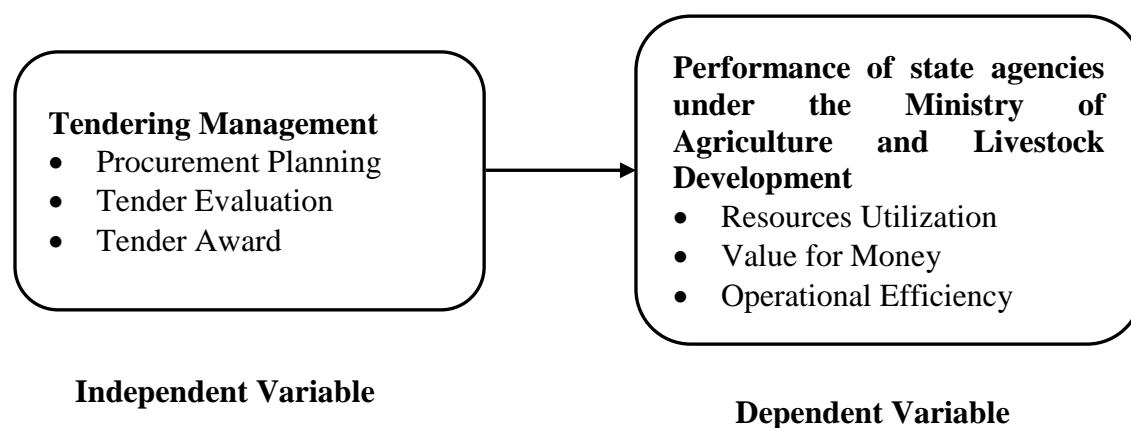 Tendering Management
• Procurement Planning
• Tender Evaluation
• Tender Award
Independent Variable
Performance of state agencies
under the Ministry of
Agriculture and Livestock
Development
• Resources Utilization
• Value for Money
• Operational Efficiency
Dependent Variable